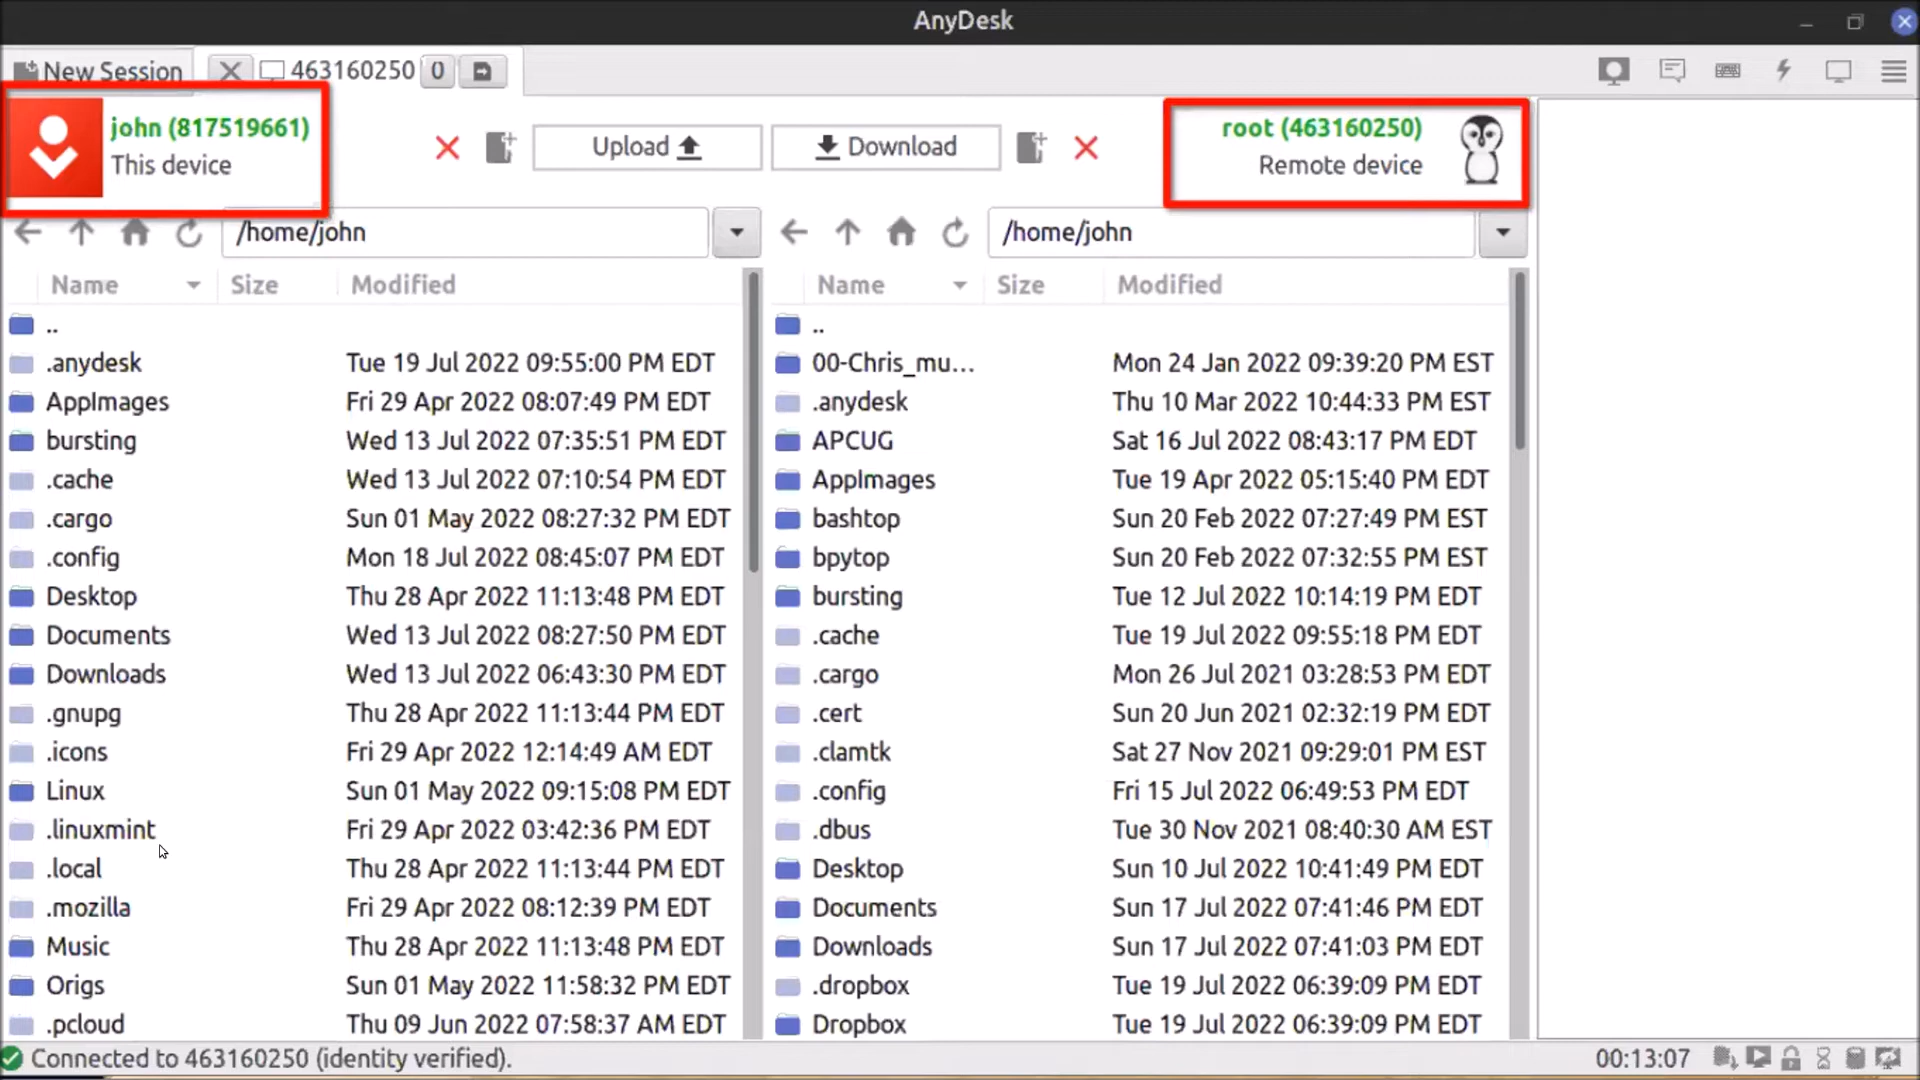 AnyDesk
New Session
463160250 0
john (817519661)
This device
Upload
Download
root (463160250)
Remote device
/home/john
/home/john
Name Size Modified
Name Size Modified
..
.anydesk Tue 19 Jul 2022 09:55:00 PM EDT
AppImages Fri 29 Apr 2022 08:07:49 PM EDT
bursting Wed 13 Jul 2022 07:35:51 PM EDT
.cache Wed 13 Jul 2022 07:10:54 PM EDT
.cargo Sun 01 May 2022 08:27:32 PM EDT
.config Mon 18 Jul 2022 08:45:07 PM EDT
Desktop Thu 28 Apr 2022 11:13:48 PM EDT
Documents Wed 13 Jul 2022 08:27:50 PM EDT
Downloads Wed 13 Jul 2022 06:43:30 PM EDT
.gnupg Thu 28 Apr 2022 11:13:44 PM EDT
.icons Fri 29 Apr 2022 12:14:49 AM EDT
Linux Sun 01 May 2022 09:15:08 PM EDT
.linuxmint Fri 29 Apr 2022 03:42:36 PM EDT
.local Thu 28 Apr 2022 11:13:44 PM EDT
.mozilla Fri 29 Apr 2022 08:12:39 PM EDT
Music Thu 28 Apr 2022 11:13:48 PM EDT
Origs Sun 01 May 2022 11:58:32 PM EDT
.pcloud Thu 09 Jun 2022 07:58:37 AM EDT
..
00-Chris_mu... Mon 24 Jan 2022 09:39:20 PM EST
.anydesk Thu 10 Mar 2022 10:44:33 PM EST
APCUG Sat 16 Jul 2022 08:43:17 PM EDT
AppImages Tue 19 Apr 2022 05:15:40 PM EDT
bashtop Sun 20 Feb 2022 07:27:49 PM EST
bpytop Sun 20 Feb 2022 07:32:55 PM EST
bursting Tue 12 Jul 2022 10:14:19 PM EDT
.cache Tue 19 Jul 2022 09:55:18 PM EDT
.cargo Mon 26 Jul 2021 03:28:53 PM EDT
.cert Sun 20 Jun 2021 02:32:19 PM EDT
.clamtk Sat 27 Nov 2021 09:29:01 PM EST
.config Fri 15 Jul 2022 06:49:53 PM EDT
.dbus Tue 30 Nov 2021 08:40:30 AM EST
Desktop Sun 10 Jul 2022 10:41:49 PM EDT
Documents Sun 17 Jul 2022 07:41:46 PM EDT
Downloads Sun 17 Jul 2022 07:41:03 PM EDT
.dropbox Tue 19 Jul 2022 06:39:09 PM EDT
Dropbox Tue 19 Jul 2022 06:39:09 PM EDT
Connected to 463160250 (identity verified).
00:13:07